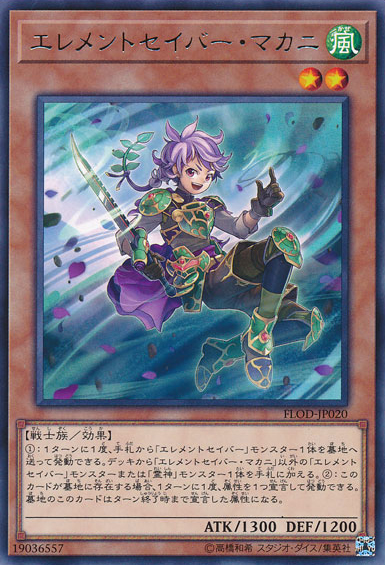 エレメントセイバー・マカニ
風
FLOD-JP020
【戦士族／効果】
①：1ターンに1度、手札から「エレメントセイバー」モンスター1体を墓地へ
送って発動できる。デッキから「エレメントセイバー・マカニ」以外の「エレメント
セイバー」モンスターまたは「霊神」モンスター1体を手札に加える。②：この
カードが墓地に存在する場合、1ターンに1度、属性を1つ宣言して発動できる。
墓地のこのカードはターン終了時まで宣言した属性になる。
ATK/1300 DEF/1200
19036557
©高橋和希 スタジオ・ダイス/集英社